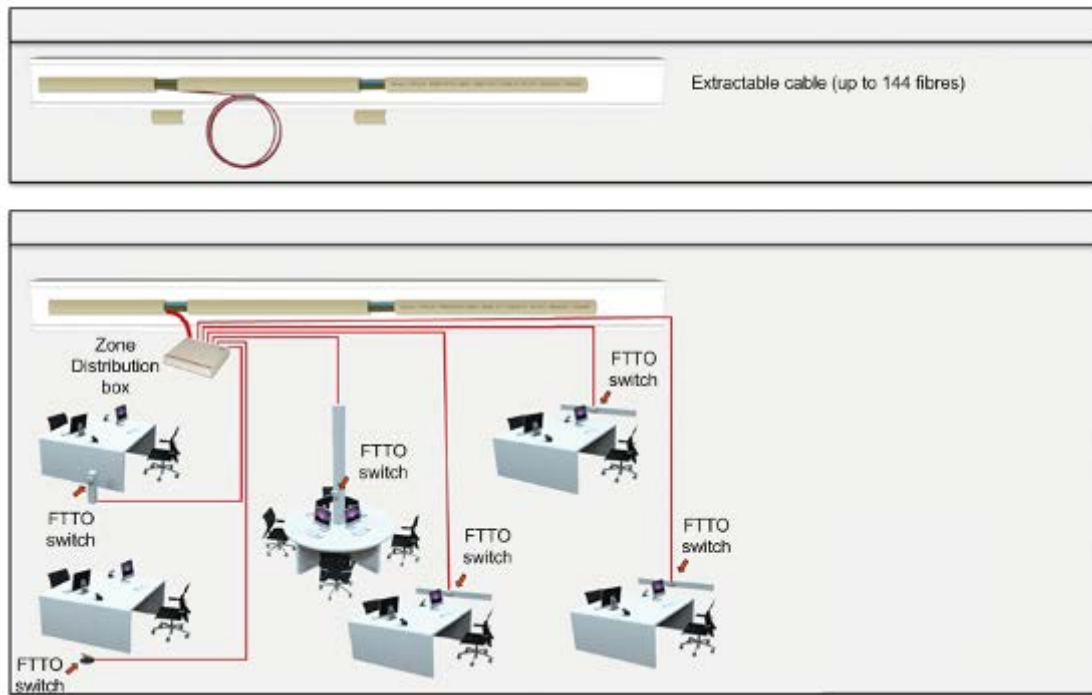 Extractable cable (up to 144 fibres)
Zone
Distribution
box
FTTO
switch
FTTO
switch
FTTO
switch
FTTO
switch
FTTO
switch
FTTO
switch